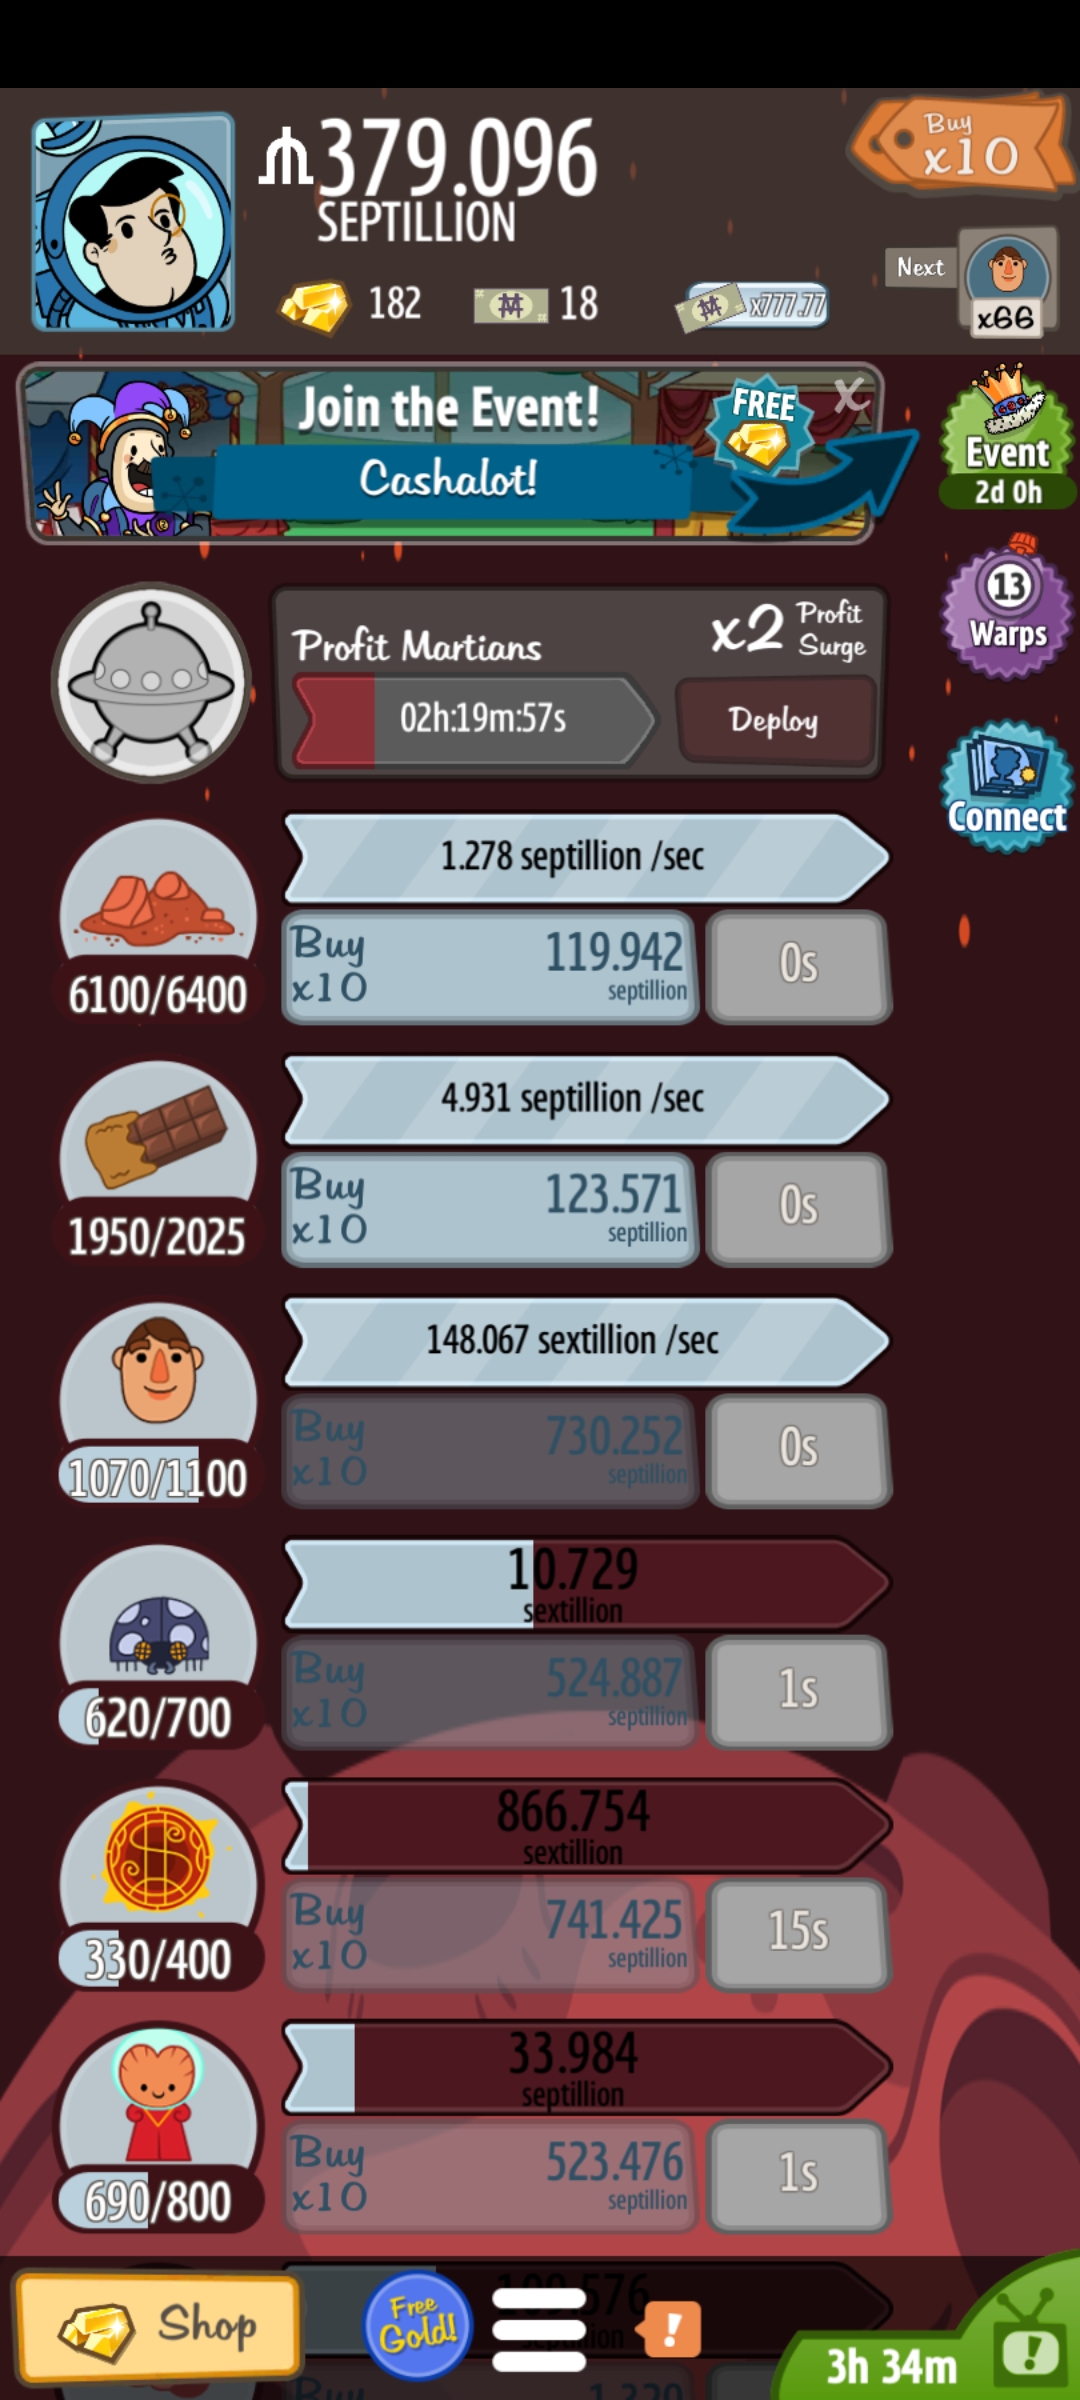 379.096
SEPTILLION
Buy
x10
182
18
x777.77
Next
x66
Join the Event!
FREE
X
Cashalot!
Event
2d 0h
13
Warps
Connect
Profit Martians
x2 Profit Surge
02h:19m:57s
Deploy
1.278 septillion /sec
Buy x10
119.942 septillion
0s
6100/6400
4.931 septillion /sec
Buy x10
123.571 septillion
0s
1950/2025
148.067 sextillion /sec
Buy x10
730.252 septillion
0s
1070/1100
10.729
sextillion
Buy x10
524.887 septillion
1s
620/700
866.754
sextillion
Buy x10
741.425 septillion
15s
330/400
33.984
septillion
Buy x10
523.476 septillion
1s
690/800
Shop
Free
Gold!
!
3h 34m
!
Buy
1.320